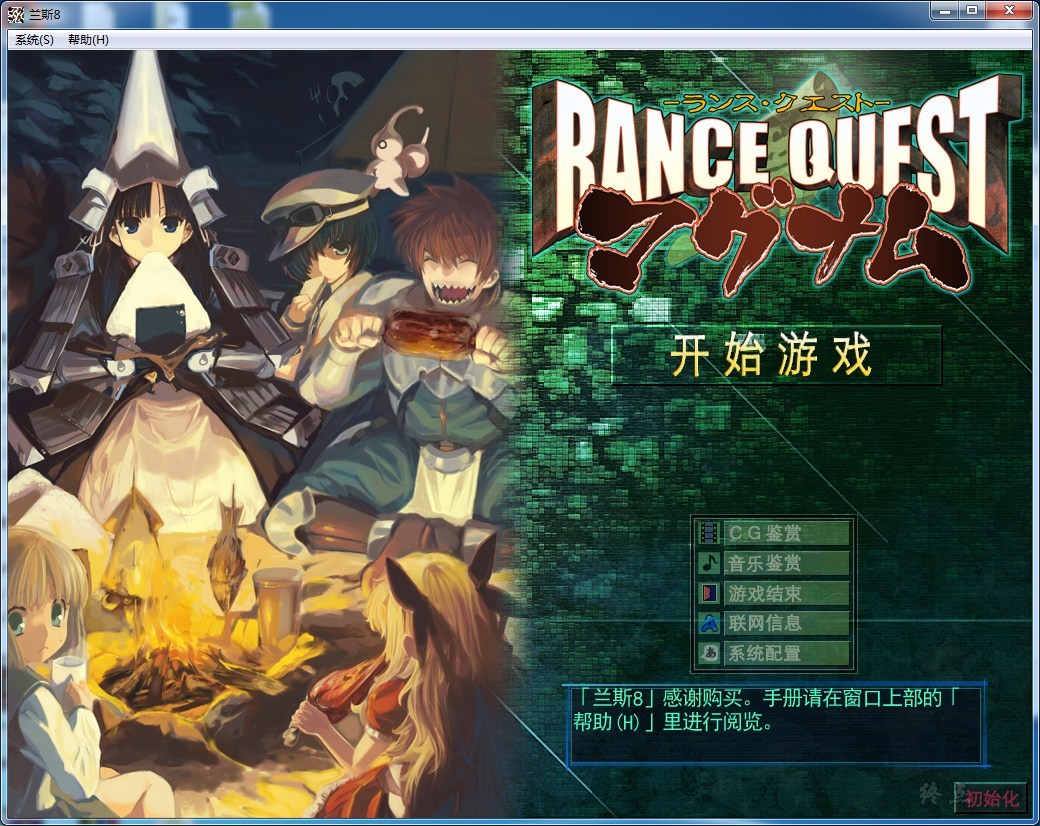 兰斯8
系统(S) 帮助(H)
-ランス・クエスト-
RANCE QUEST
マグナム
开始游戏
CG鉴赏
音乐鉴赏
游戏结束
联网信息
あ 系统配置
「兰斯8」感谢购买。手册请在窗口上部的「
帮助(H)」里进行阅览。
终点
初始化